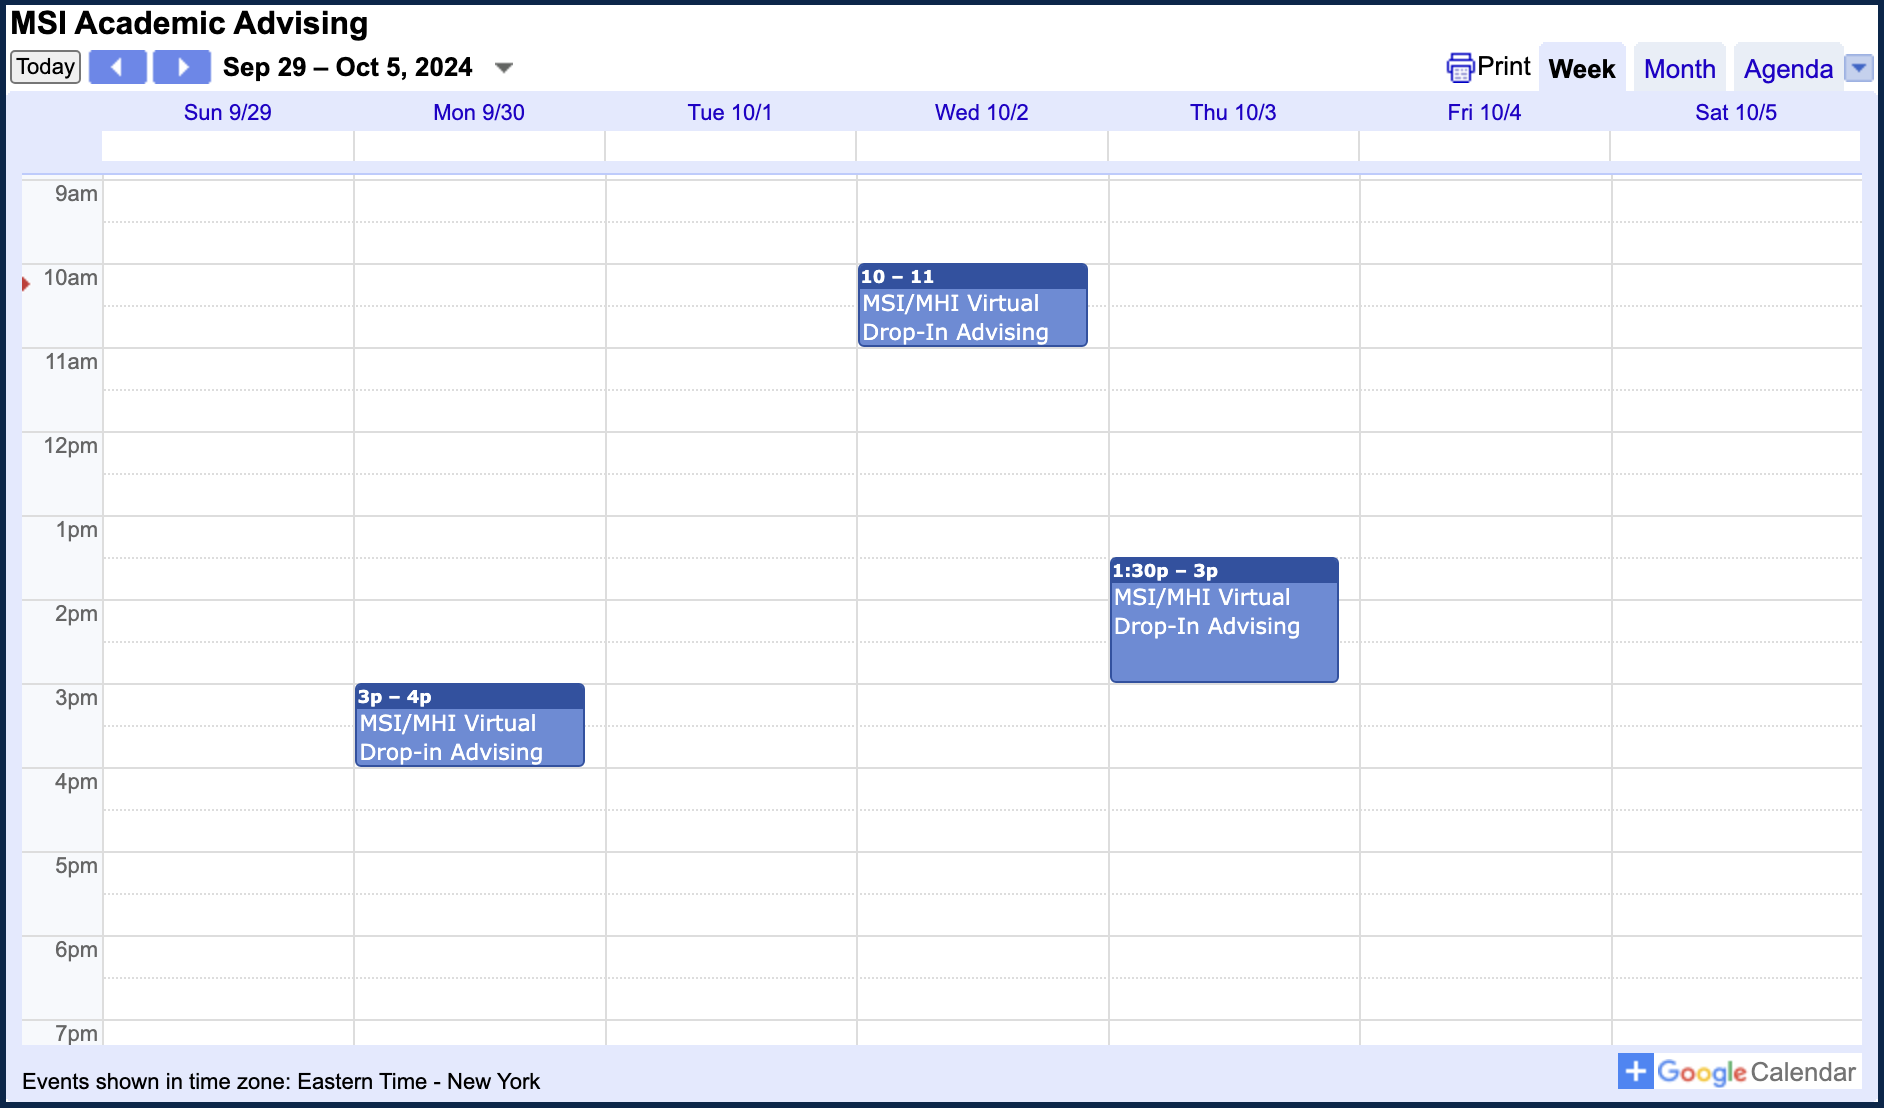 MSI Academic Advising
Today Sep 29 – Oct 5, 2024 Print Week Month Agenda
Sun 9/29 Mon 9/30 Tue 10/1 Wed 10/2 Thu 10/3 Fri 10/4 Sat 10/5
9am
10am
10 – 11
MSI/MHI Virtual
Drop-In Advising
11am
12pm
1pm
1:30p – 3p
MSI/MHI Virtual
Drop-In Advising
2pm
3pm
3p – 4p
MSI/MHI Virtual
Drop-in Advising
4pm
5pm
6pm
7pm
Events shown in time zone: Eastern Time - New York
+ Google Calendar